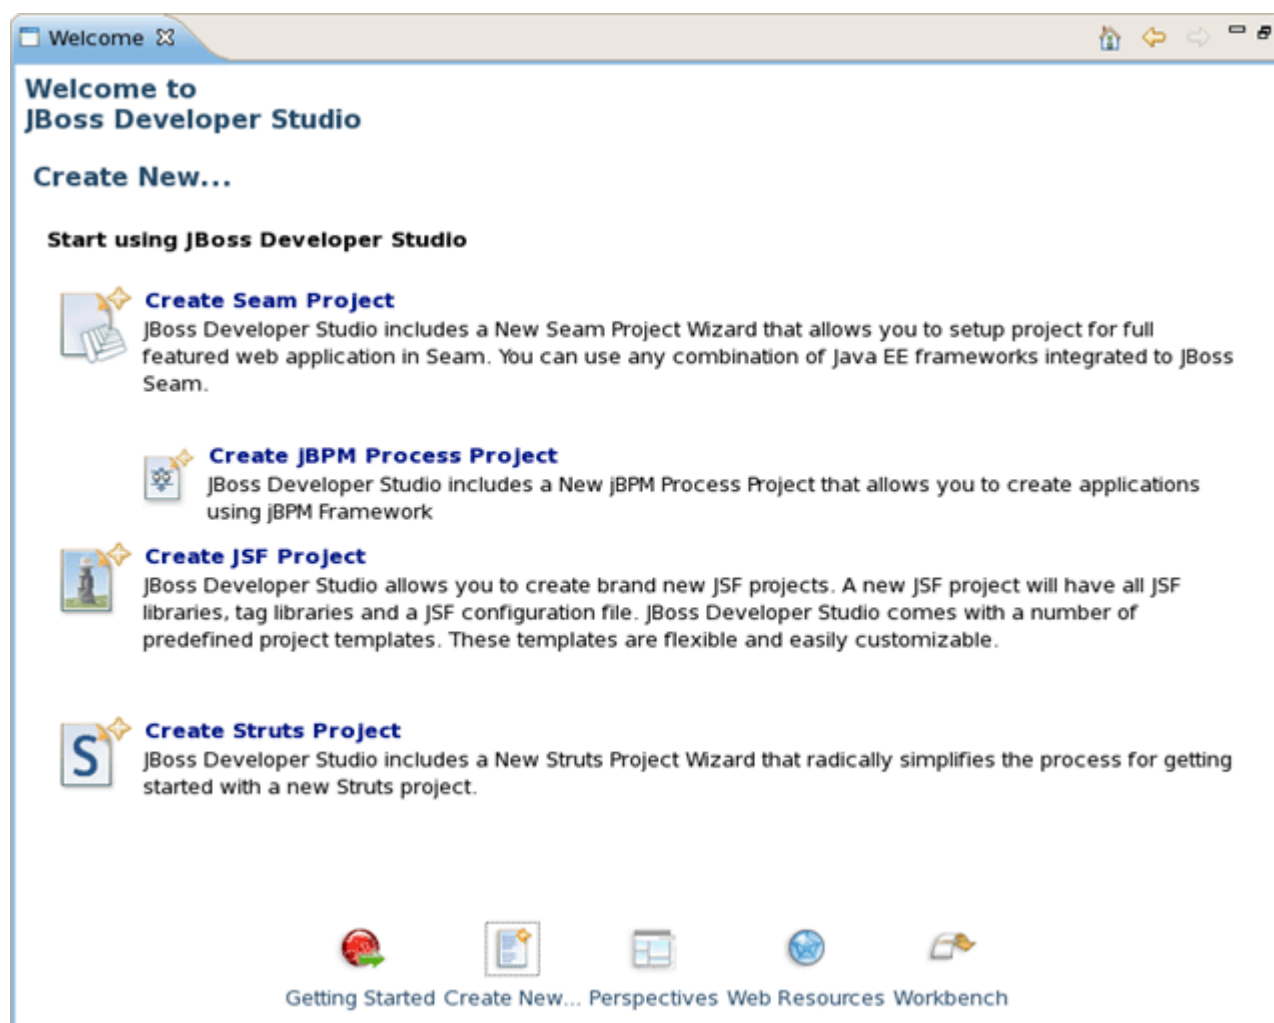 Welcome
Welcome to
JBoss Developer Studio
Create New...
Start using JBoss Developer Studio
Create Seam Project
JBoss Developer Studio includes a New Seam Project Wizard that allows you to setup project for full
featured web application in Seam. You can use any combination of Java EE frameworks integrated to JBoss
Seam.
Create jBPM Process Project
JBoss Developer Studio includes a New jBPM Process Project that allows you to create applications
using jBPM Framework
Create JSF Project
JBoss Developer Studio allows you to create brand new JSF projects. A new JSF project will have all JSF
libraries, tag libraries and a JSF configuration file. JBoss Developer Studio comes with a number of
predefined project templates. These templates are flexible and easily customizable.
Create Struts Project
S
JBoss Developer Studio includes a New Struts Project Wizard that radically simplifies the process for getting
started with a new Struts project.
Getting Started Create New... Perspectives Web Resources Workbench